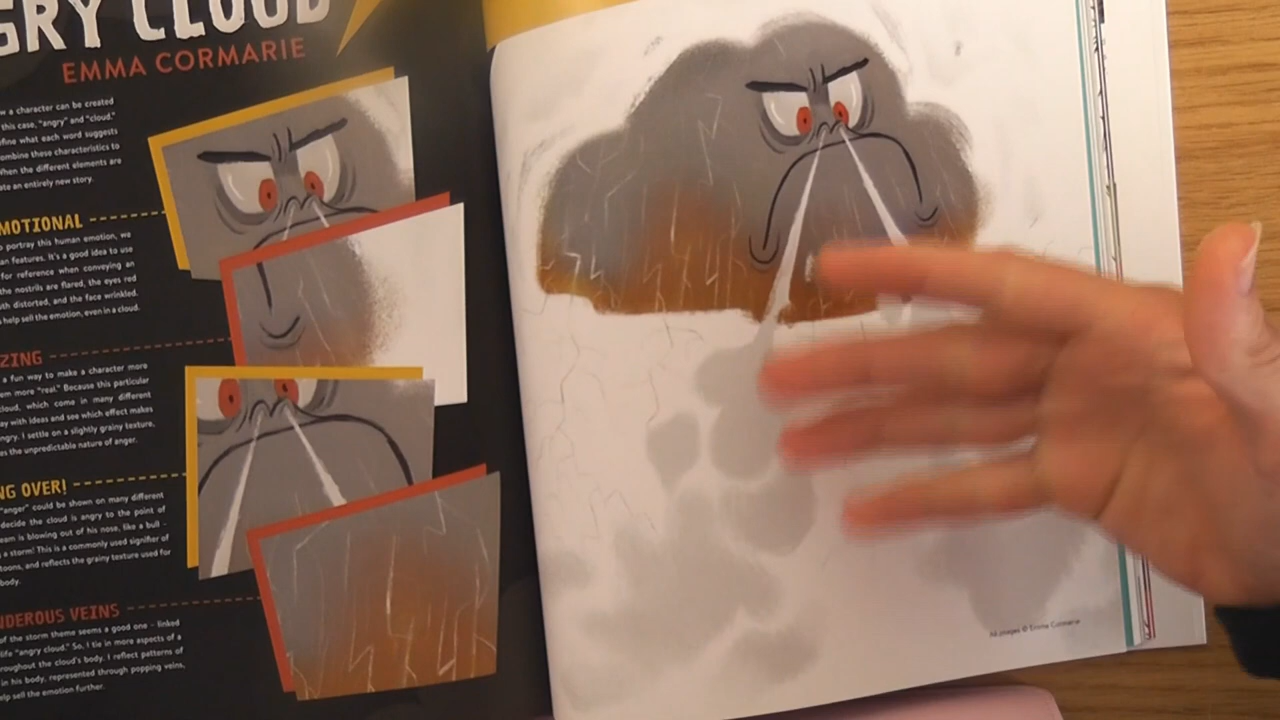 GRY CLOUD
EMMA CORMARIE
w a character can be created
this case, "angry" and "cloud."
fine what each word suggests
ombine these characteristics to
When the different elements are
ate an entirely new story.
MOTIONAL
o portray this human emotion, we
an features. It's a good idea to use
for reference when conveying an
the nostrils are flared, the eyes red
th distorted, and the face wrinkled.
help sell the emotion, even in a cloud.
ZING
a fun way to make a character more
em more "real." Because this particular
cloud, which come in many different
ay with ideas and see which effect makes
ngry. I settle on a slightly grainy texture,
es the unpredictable nature of anger.
NG OVER!
"anger" could be shown on many different
decide the cloud is angry to the point of
eam is blowing out of his nose, like a bull –
g a storm! This is a commonly used signifier of
toons, and reflects the grainy texture used for
body.
NDEROUS VEINS
of the storm theme seems a good one – linked
life "angry cloud." So, I tie in more aspects of a
roughout the cloud's body. I reflect patterns of
in his body, represented through popping veins,
elp sell the emotion further.
All images © Emma Cormarie